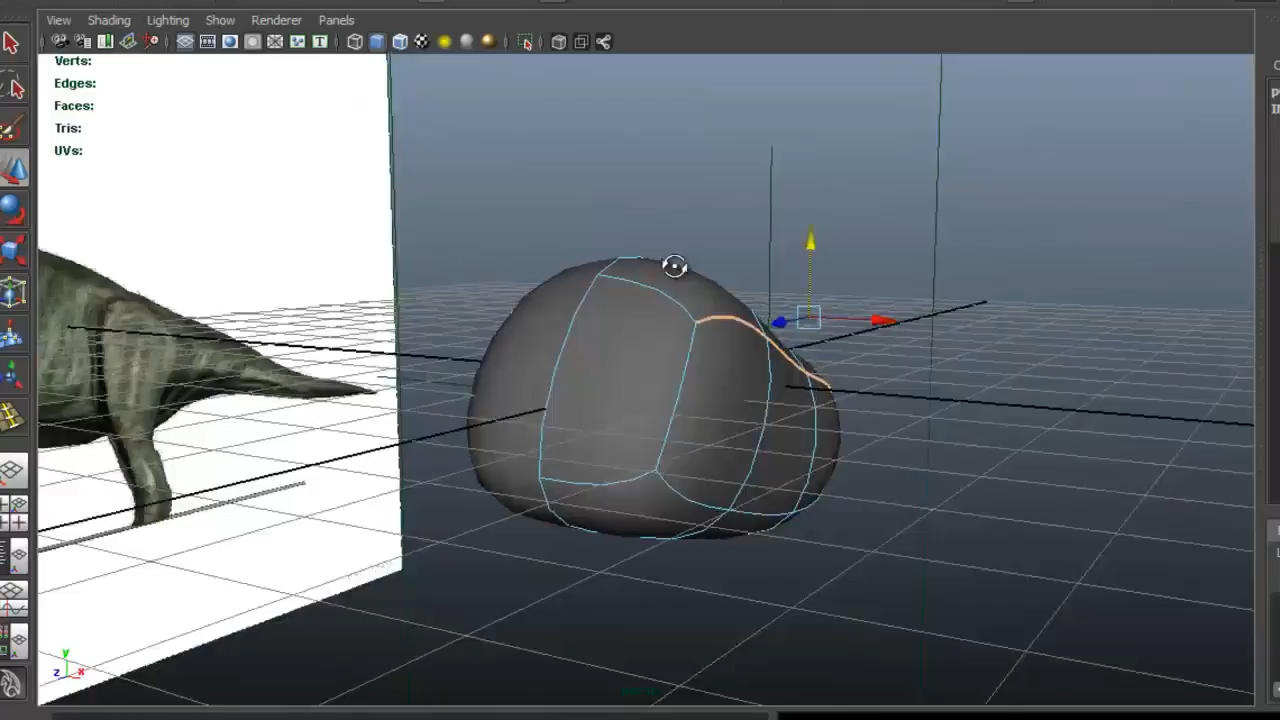 View Shading Lighting Show Renderer Panels
Verts:
Edges:
Faces:
Tris:
UVs:
y
z x